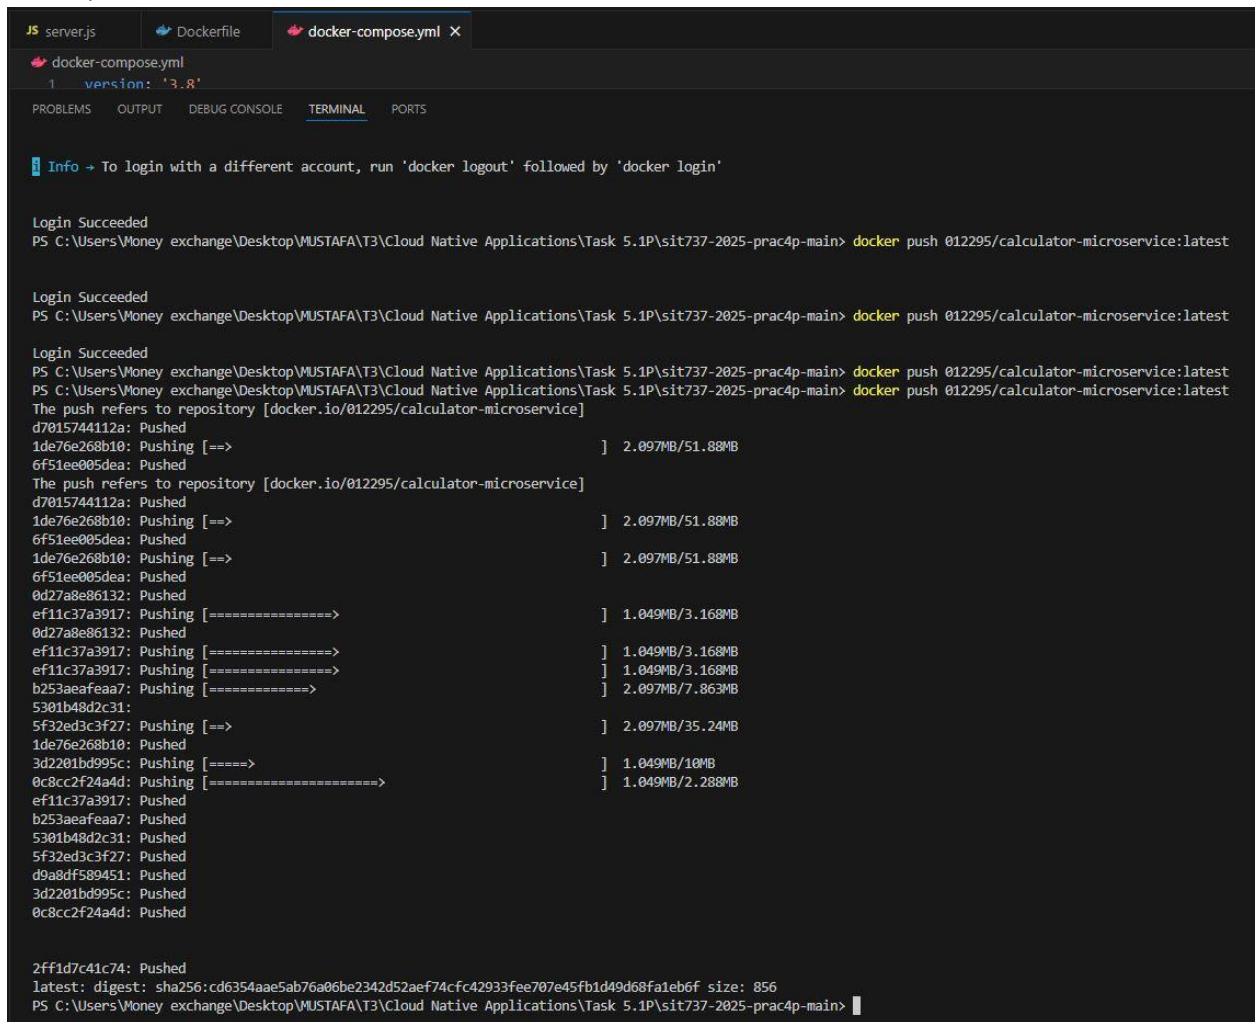 JS server.js Dockerfile docker-compose.yml ×
docker-compose.yml
1 version: '3.8'
PROBLEMS OUTPUT DEBUG CONSOLE TERMINAL PORTS
i Info → To login with a different account, run 'docker logout' followed by 'docker login'
Login Succeeded
PS C:\Users\Money exchange\Desktop\MUSTAFA\T3\Cloud Native Applications\Task 5.1P\sit737-2025-prac4p-main> docker push 012295/calculator-microservice:latest
Login Succeeded
PS C:\Users\Money exchange\Desktop\MUSTAFA\T3\Cloud Native Applications\Task 5.1P\sit737-2025-prac4p-main> docker push 012295/calculator-microservice:latest
Login Succeeded
PS C:\Users\Money exchange\Desktop\MUSTAFA\T3\Cloud Native Applications\Task 5.1P\sit737-2025-prac4p-main> docker push 012295/calculator-microservice:latest
PS C:\Users\Money exchange\Desktop\MUSTAFA\T3\Cloud Native Applications\Task 5.1P\sit737-2025-prac4p-main> docker push 012295/calculator-microservice:latest
The push refers to repository [docker.io/012295/calculator-microservice]
d7015744112a: Pushed
1de76e268b10: Pushing [==> ] 2.097MB/51.88MB
6f51ee005dea: Pushed
The push refers to repository [docker.io/012295/calculator-microservice]
d7015744112a: Pushed
1de76e268b10: Pushing [==> ] 2.097MB/51.88MB
6f51ee005dea: Pushed
1de76e268b10: Pushing [==> ] 2.097MB/51.88MB
6f51ee005dea: Pushed
0d27a8e86132: Pushed
ef11c37a3917: Pushing [================> ] 1.049MB/3.168MB
0d27a8e86132: Pushed
ef11c37a3917: Pushing [================> ] 1.049MB/3.168MB
ef11c37a3917: Pushing [================> ] 1.049MB/3.168MB
b253aeafeaa7: Pushing [=============> ] 2.097MB/7.863MB
5301b48d2c31:
5f32ed3c3f27: Pushing [==> ] 2.097MB/35.24MB
1de76e268b10: Pushed
3d2201bd995c: Pushing [=====> ] 1.049MB/10MB
0c8cc2f24a4d: Pushing [======================> ] 1.049MB/2.288MB
ef11c37a3917: Pushed
b253aeafeaa7: Pushed
5301b48d2c31: Pushed
5f32ed3c3f27: Pushed
d9a8df589451: Pushed
3d2201bd995c: Pushed
0c8cc2f24a4d: Pushed
2ff1d7c41c74: Pushed
latest: digest: sha256:cd6354aae5ab76a06be2342d52aef74cfc42933fee707e45fb1d49d68fa1eb6f size: 856
PS C:\Users\Money exchange\Desktop\MUSTAFA\T3\Cloud Native Applications\Task 5.1P\sit737-2025-prac4p-main>